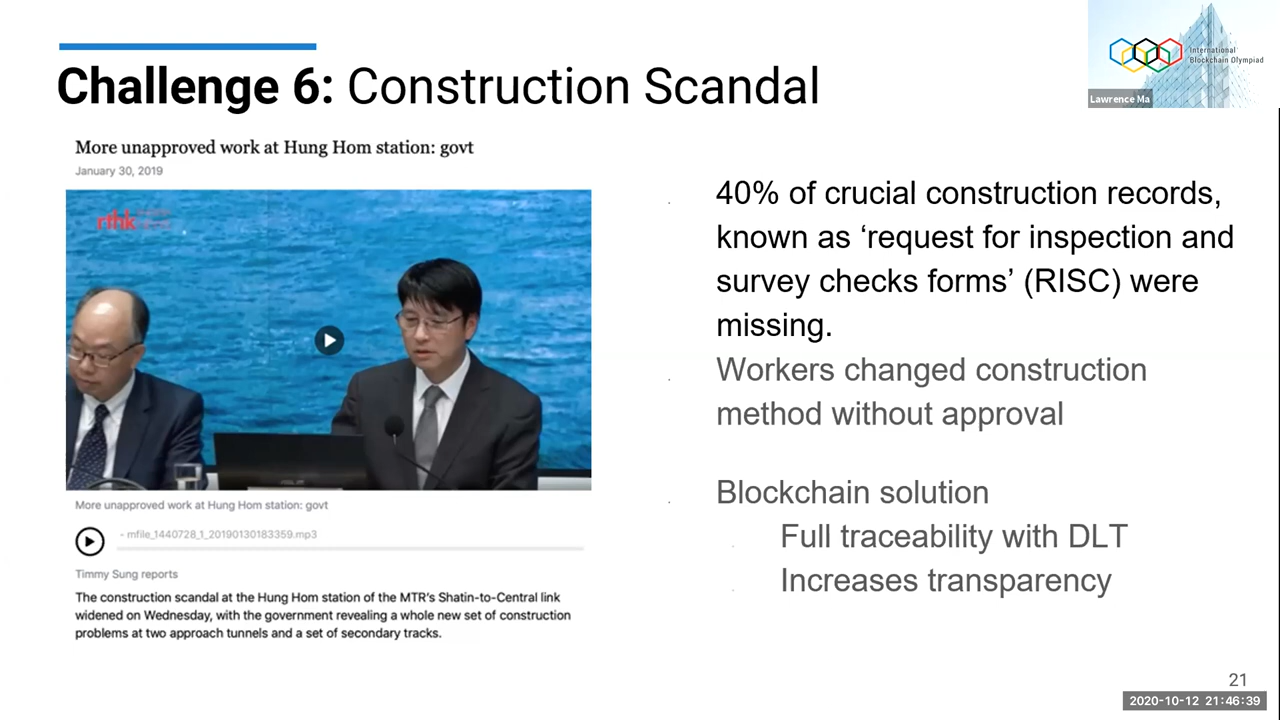 International
Blockchain Olympiad
Lawrence Ma
Challenge 6: Construction Scandal
More unapproved work at Hung Hom station: govt
January 30, 2019
rthk
More unapproved work at Hung Hom station: govt
- mfile_1440728_1_20190130183359.mp3
Timmy Sung reports
The construction scandal at the Hung Hom station of the MTR's Shatin-to-Central link
widened on Wednesday, with the government revealing a whole new set of construction
problems at two approach tunnels and a set of secondary tracks.
40% of crucial construction records,
known as ‘request for inspection and
survey checks forms’ (RISC) were
missing.
Workers changed construction
method without approval
Blockchain solution
Full traceability with DLT
Increases transparency
21
2020-10-12 21:46:39